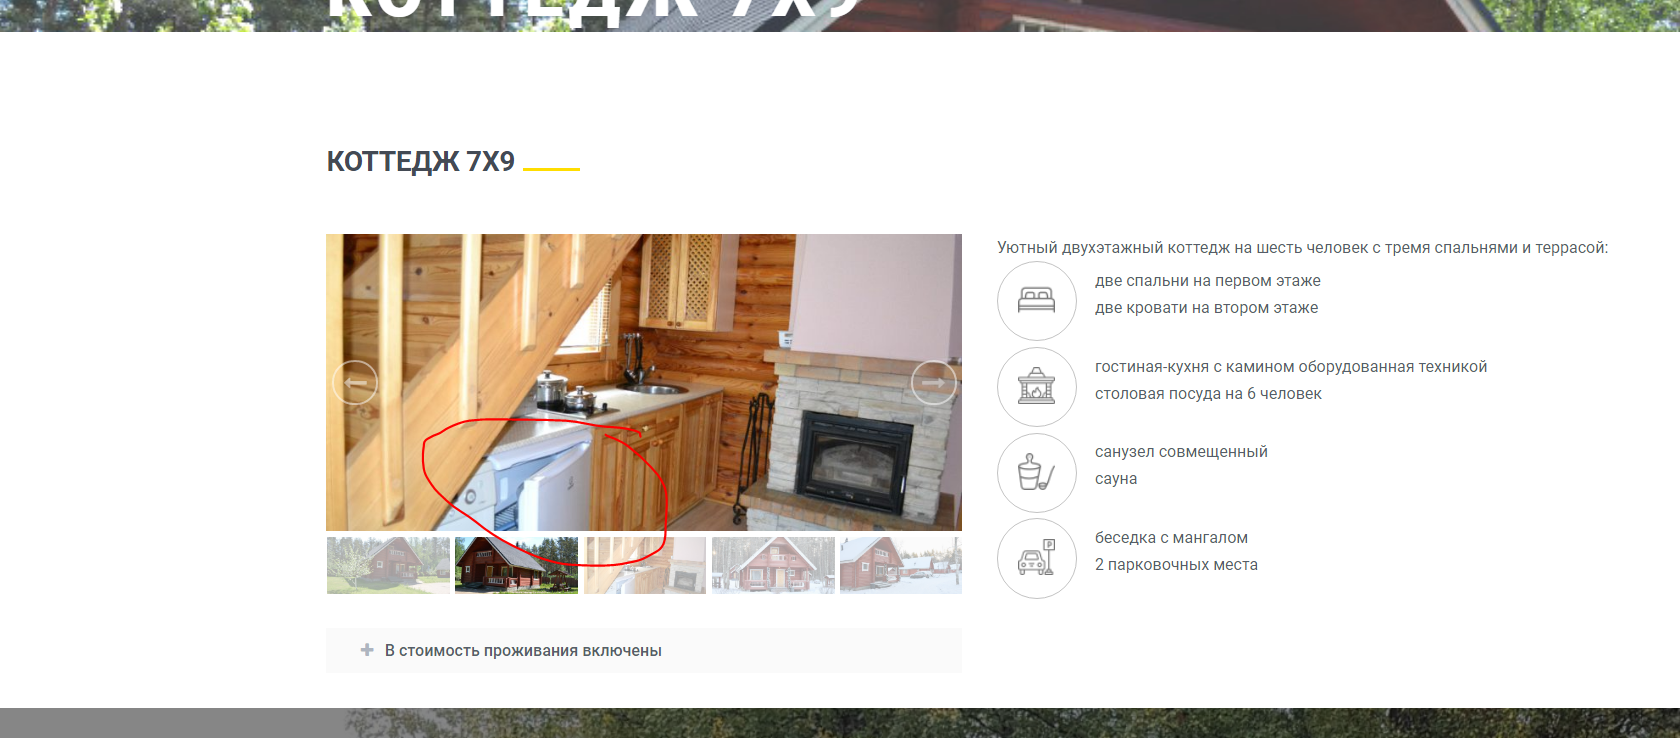 КОТТЕДЖ 7X9
КОТТЕДЖ 7X9
Уютный двухэтажный коттедж на шесть человек с тремя спальнями и террасой:
две спальни на первом этаже
две кровати на втором этаже
гостиная-кухня с камином оборудованная техникой
столовая посуда на 6 человек
санузел совмещенный
сауна
беседка с мангалом
2 парковочных места
В стоимость проживания включены